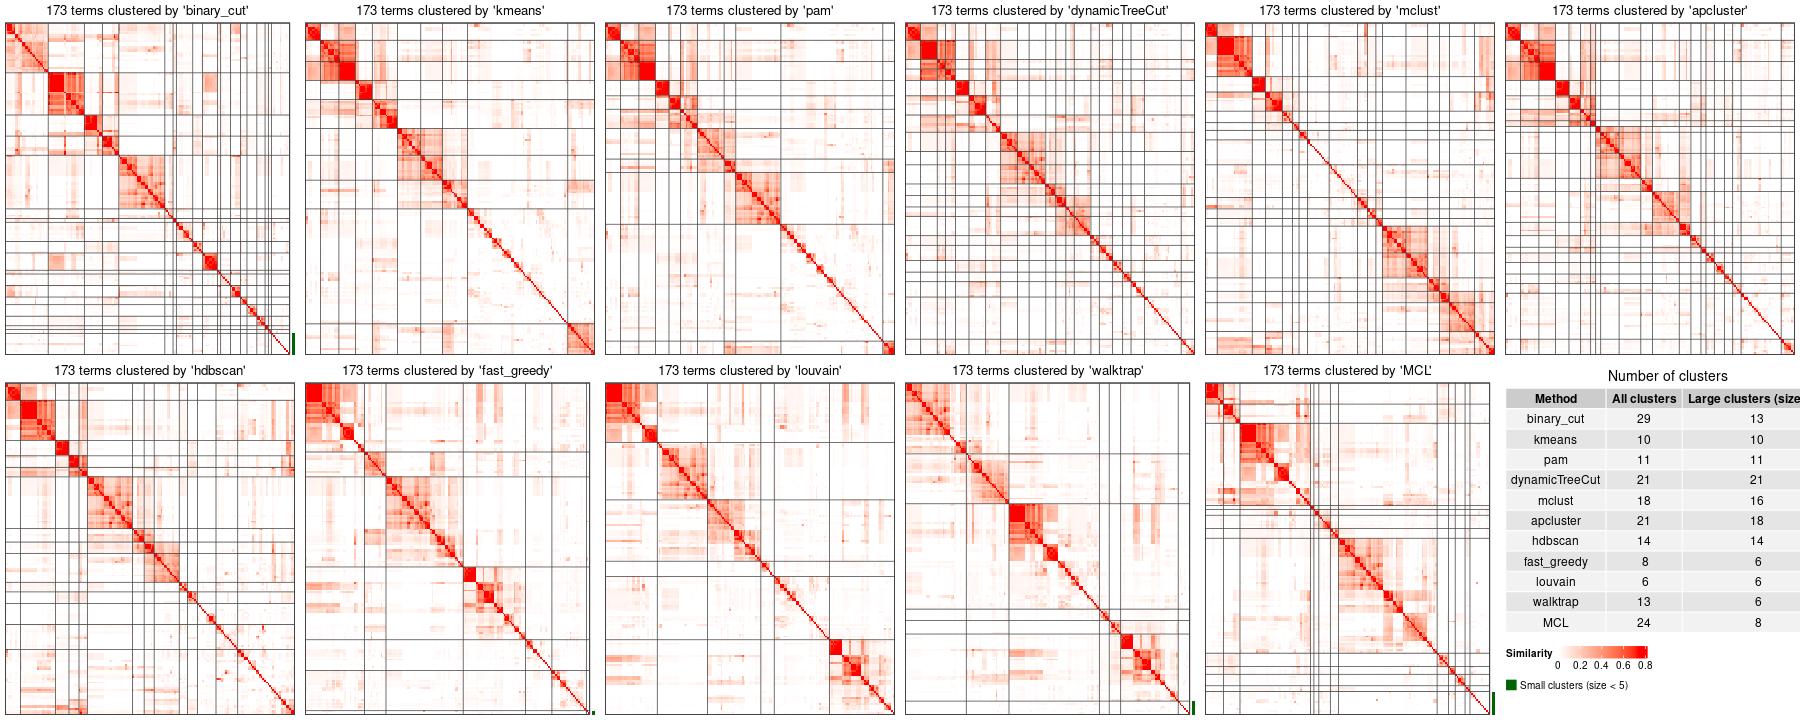 173 terms clustered by 'binary_cut'
173 terms clustered by 'kmeans'
173 terms clustered by 'pam'
173 terms clustered by 'dynamicTreeCut'
173 terms clustered by 'mclust'
173 terms clustered by 'apcluster'
173 terms clustered by 'hdbscan'
173 terms clustered by 'fast_greedy'
173 terms clustered by 'louvain'
173 terms clustered by 'walktrap'
173 terms clustered by 'MCL'
Number of clusters
Method All clusters Large clusters (size
binary_cut 29 13
kmeans 10 10
pam 11 11
dynamicTreeCut 21 21
mclust 18 16
apcluster 21 18
hdbscan 14 14
fast_greedy 8 6
louvain 6 6
walktrap 13 6
MCL 24 8
Similarity
0 0.2 0.4 0.6 0.8
Small clusters (size < 5)